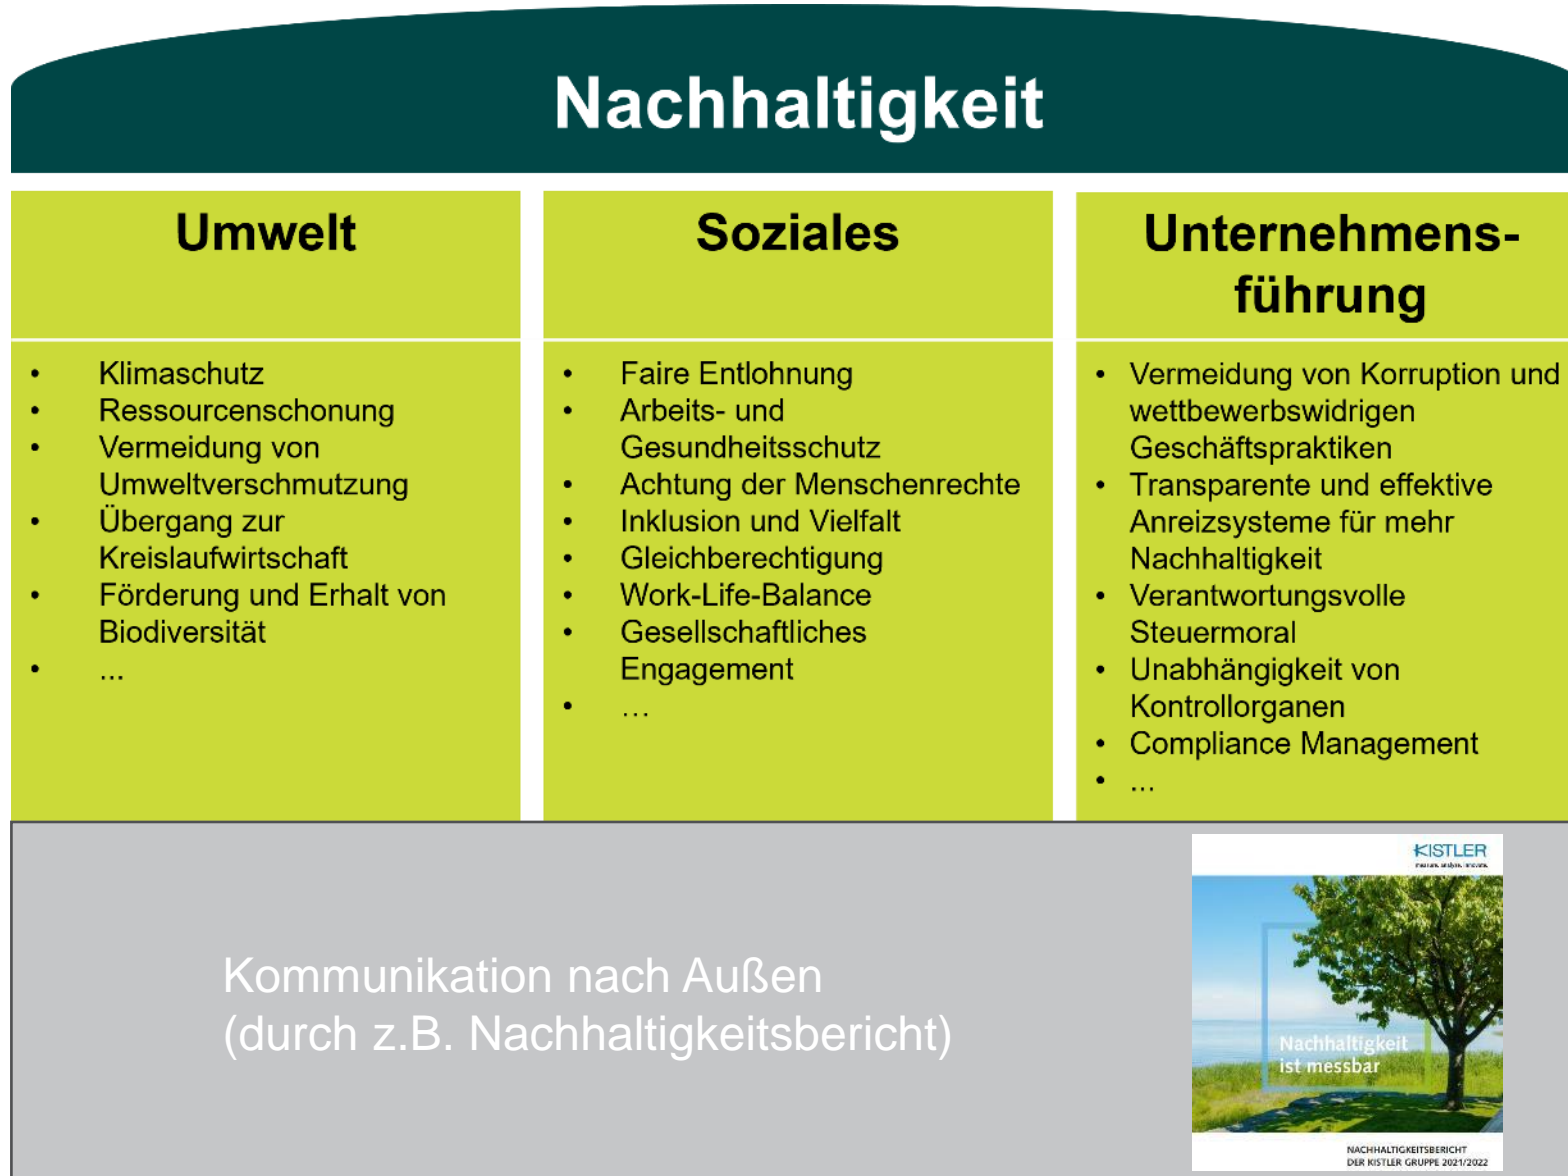 Nachhaltigkeit
Umwelt
• Klimaschutz
• Ressourcenschonung
• Vermeidung von
Umweltverschmutzung
• Übergang zur
Kreislaufwirtschaft
• Förderung und Erhalt von
Biodiversität
• ...
Soziales
• Faire Entlohnung
• Arbeits- und
Gesundheitsschutz
• Achtung der Menschenrechte
• Inklusion und Vielfalt
• Gleichberechtigung
• Work-Life-Balance
• Gesellschaftliches
Engagement
• …
Unternehmens-
führung
• Vermeidung von Korruption und
wettbewerbswidrigen
Geschäftspraktiken
• Transparente und effektive
Anreizsysteme für mehr
Nachhaltigkeit
• Verantwortungsvolle
Steuermoral
• Unabhängigkeit von
Kontrollorganen
• Compliance Management
• ...
Kommunikation nach Außen
(durch z.B. Nachhaltigkeitsbericht)
KISTLER
measure. analyze. innovate.
Nachhaltigkeit
ist messbar
NACHHALTIGKEITSBERICHT
DER KISTLER GRUPPE 2021/2022